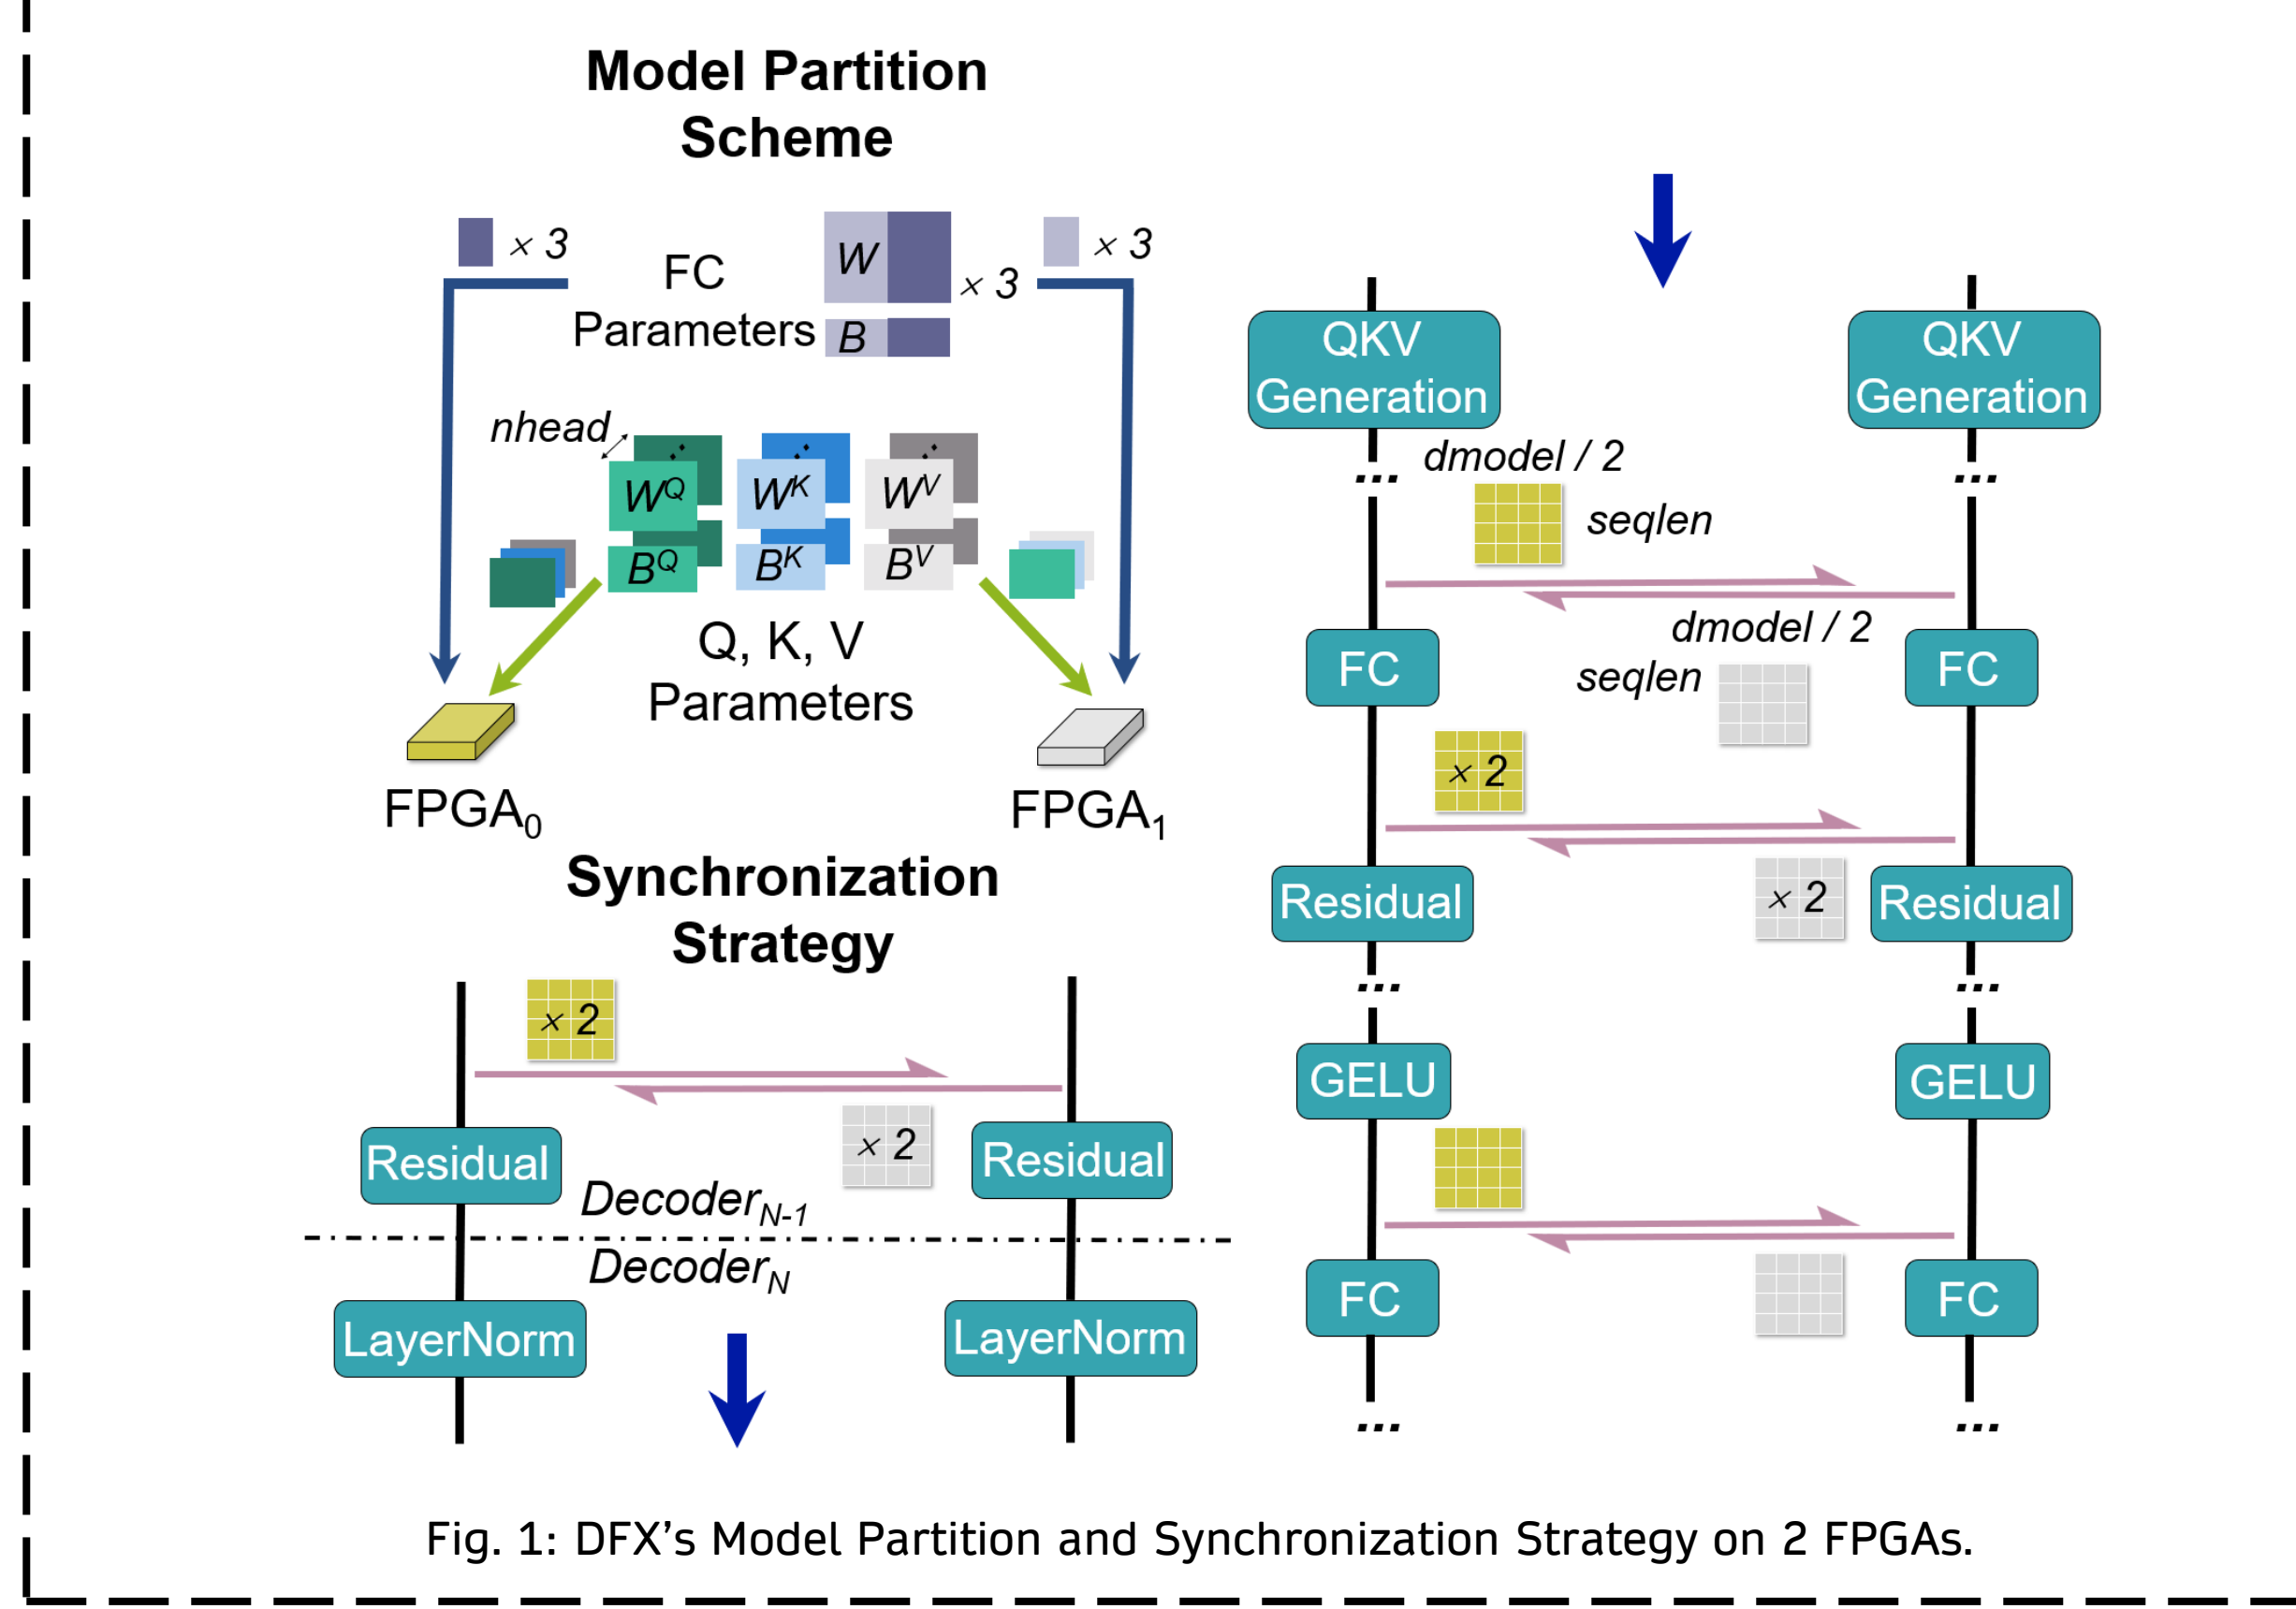 Model Partition
Scheme
× 3
FC
Parameters
W
B
× 3
× 3
nhead
W^Q
W^K
W^V
B^Q
B^K
B^V
Q, K, V
Parameters
FPGA₀
FPGA₁
Synchronization
Strategy
× 2
× 2
Residual
Residual
Decoder_N-1
Decoder_N
LayerNorm
LayerNorm
QKV
Generation
QKV
Generation
...
...
dmodel / 2
seqlen
dmodel / 2
seqlen
FC
FC
× 2
× 2
Residual
Residual
...
...
GELU
GELU
FC
FC
...
...
Fig. 1: DFX’s Model Partition and Synchronization Strategy on 2 FPGAs.